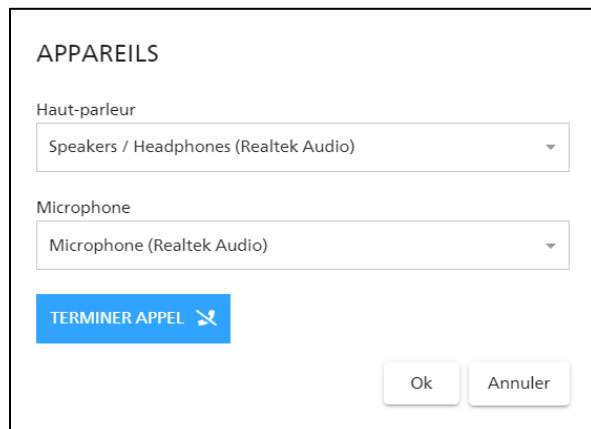 APPAREILS
Haut-parleur
Speakers / Headphones (Realtek Audio)
Microphone
Microphone (Realtek Audio)
TERMINER APPEL
Ok Annuler